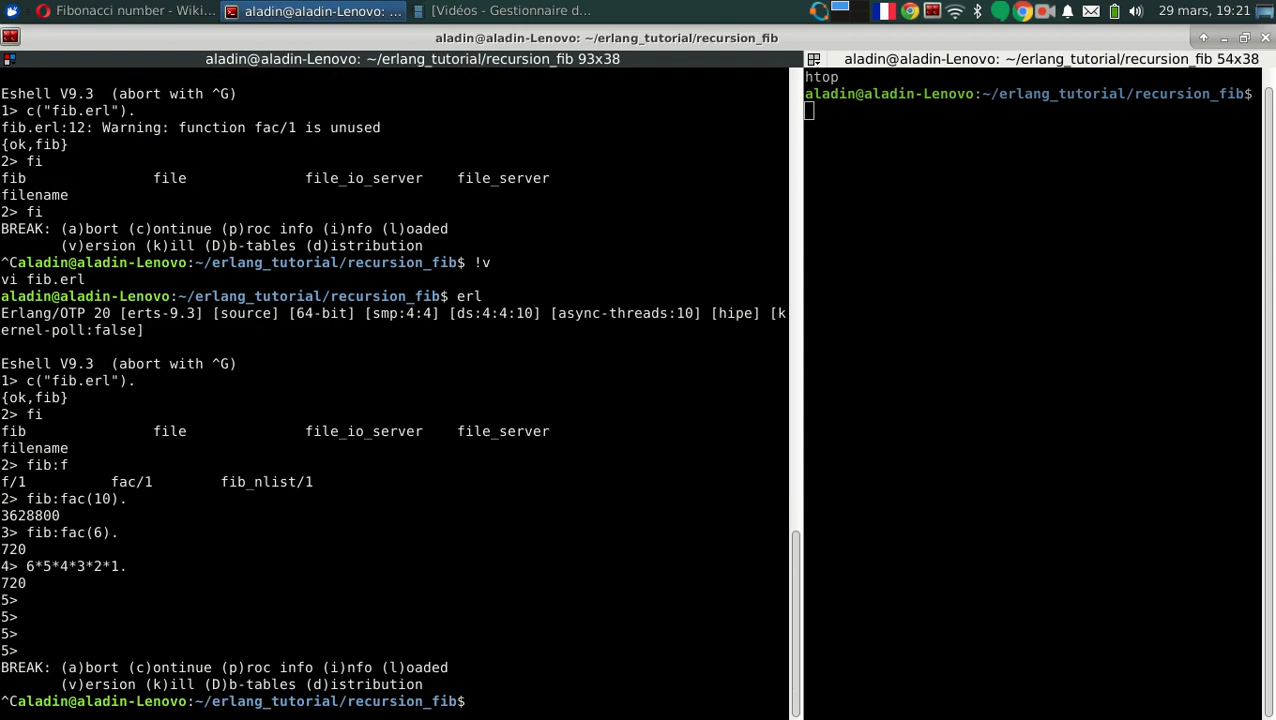 Fibonacci number - Wiki...
aladin@aladin-Lenovo: ...
[Vidéos - Gestionnaire d...
29 mars, 19:21
aladin@aladin-Lenovo: ~/erlang_tutorial/recursion_fib
aladin@aladin-Lenovo: ~/erlang_tutorial/recursion_fib 93x38
Eshell V9.3  (abort with ^G)
1> c("fib.erl").
fib.erl:12: Warning: function fac/1 is unused
{ok,fib}
2> fi
fib               file              file_io_server    file_server
filename
2> fi
BREAK: (a)bort (c)ontinue (p)roc info (i)nfo (l)oaded
       (v)ersion (k)ill (D)b-tables (d)istribution
^Caladin@aladin-Lenovo:~/erlang_tutorial/recursion_fib$ !v
vi fib.erl
aladin@aladin-Lenovo:~/erlang_tutorial/recursion_fib$ erl
Erlang/OTP 20 [erts-9.3] [source] [64-bit] [smp:4:4] [ds:4:4:10] [async-threads:10] [hipe] [k
ernel-poll:false]
Eshell V9.3  (abort with ^G)
1> c("fib.erl").
{ok,fib}
2> fi
fib               file              file_io_server    file_server
filename
2> fib:f
f/1          fac/1        fib_nlist/1
2> fib:fac(10).
3628800
3> fib:fac(6).
720
4> 6*5*4*3*2*1.
720
5>
5>
5>
5>
BREAK: (a)bort (c)ontinue (p)roc info (i)nfo (l)oaded
       (v)ersion (k)ill (D)b-tables (d)istribution
^Caladin@aladin-Lenovo:~/erlang_tutorial/recursion_fib$
aladin@aladin-Lenovo: ~/erlang_tutorial/recursion_fib 54x38
htop
aladin@aladin-Lenovo:~/erlang_tutorial/recursion_fib$